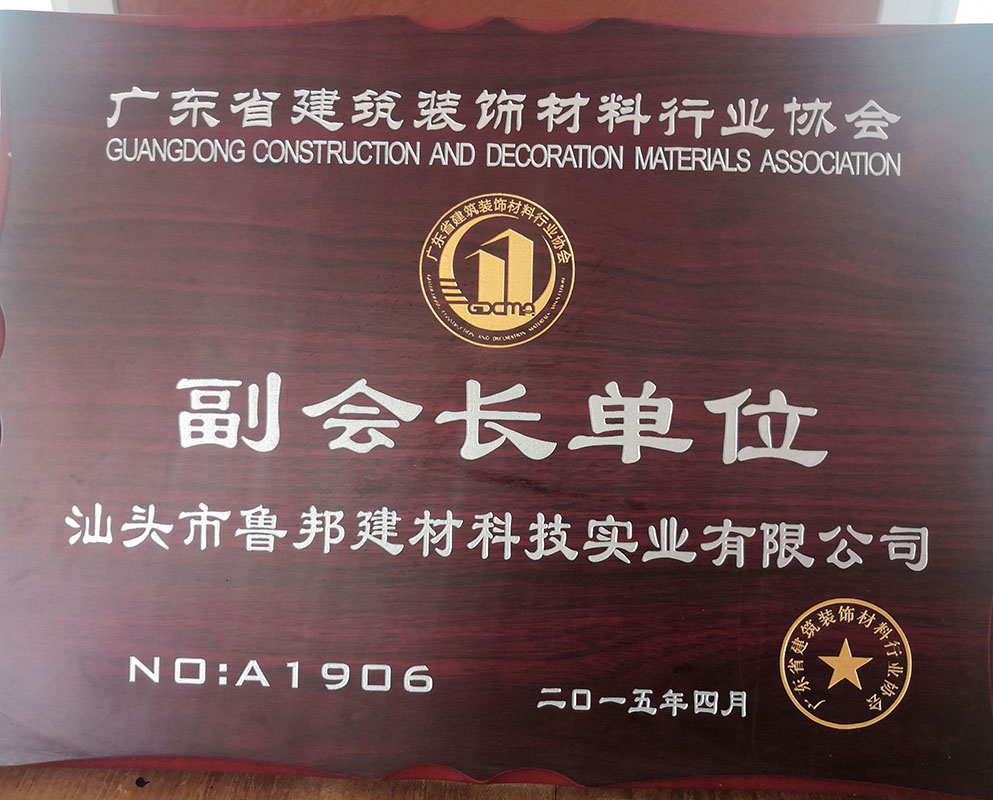 广东省建筑装饰材料行业协会
GUANGDONG CONSTRUCTION AND DECORATION MATERIALS ASSOCIATION
广东省建筑装饰材料行业协会
GDCMA
副会长单位
汕头市鲁邦建材科技实业有限公司
NO:A1906
二〇一五年四月
广东省建筑装饰材料行业协会